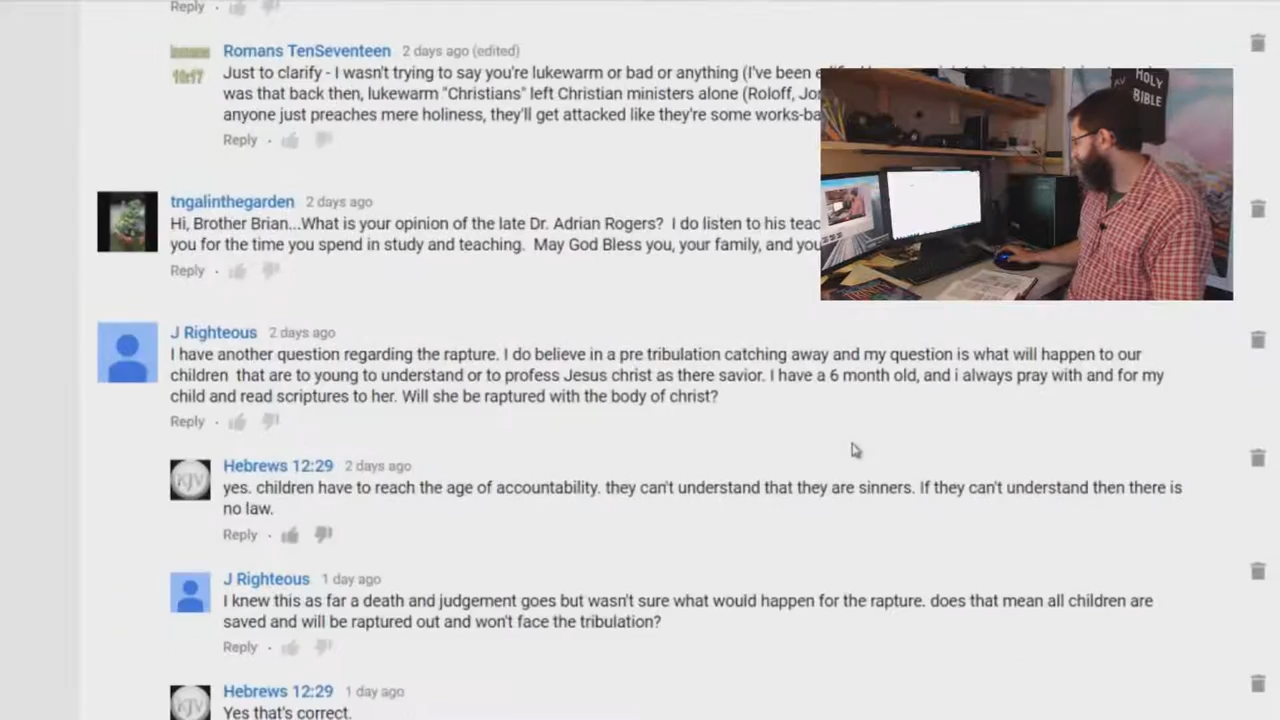 Reply ·
Romans TenSeventeen 2 days ago (edited)
10:17
Just to clarify - I wasn't trying to say you're lukewarm or bad or anything (I've been
was that back then, lukewarm "Christians" left Christian ministers alone (Roloff,
anyone just preaches mere holiness, they'll get attacked like they're some
HOLY
BIBLE
Reply ·
tngalinthegarden 2 days ago
Hi, Brother Brian...What is your opinion of the late Dr. Adrian Rogers? I do listen to his
you for the time you spend in study and teaching. May God Bless you, your family, and
Reply ·
J Righteous 2 days ago
I have another question regarding the rapture. I do believe in a pre tribulation catching away and my question is what will happen to our
children that are to young to understand or to profess Jesus christ as there savior. I have a 6 month old, and i always pray with and for my
child and read scriptures to her. Will she be raptured with the body of christ?
Reply ·
KJV
Hebrews 12:29 2 days ago
yes. children have to reach the age of accountability. they can't understand that they are sinners. If they can't understand then there is
no law.
Reply ·
J Righteous 1 day ago
I knew this as far a death and judgement goes but wasn't sure what would happen for the rapture. does that mean all children are
saved and will be raptured out and won't face the tribulation?
Reply ·
KJV
Hebrews 12:29 1 day ago
Yes that's correct.